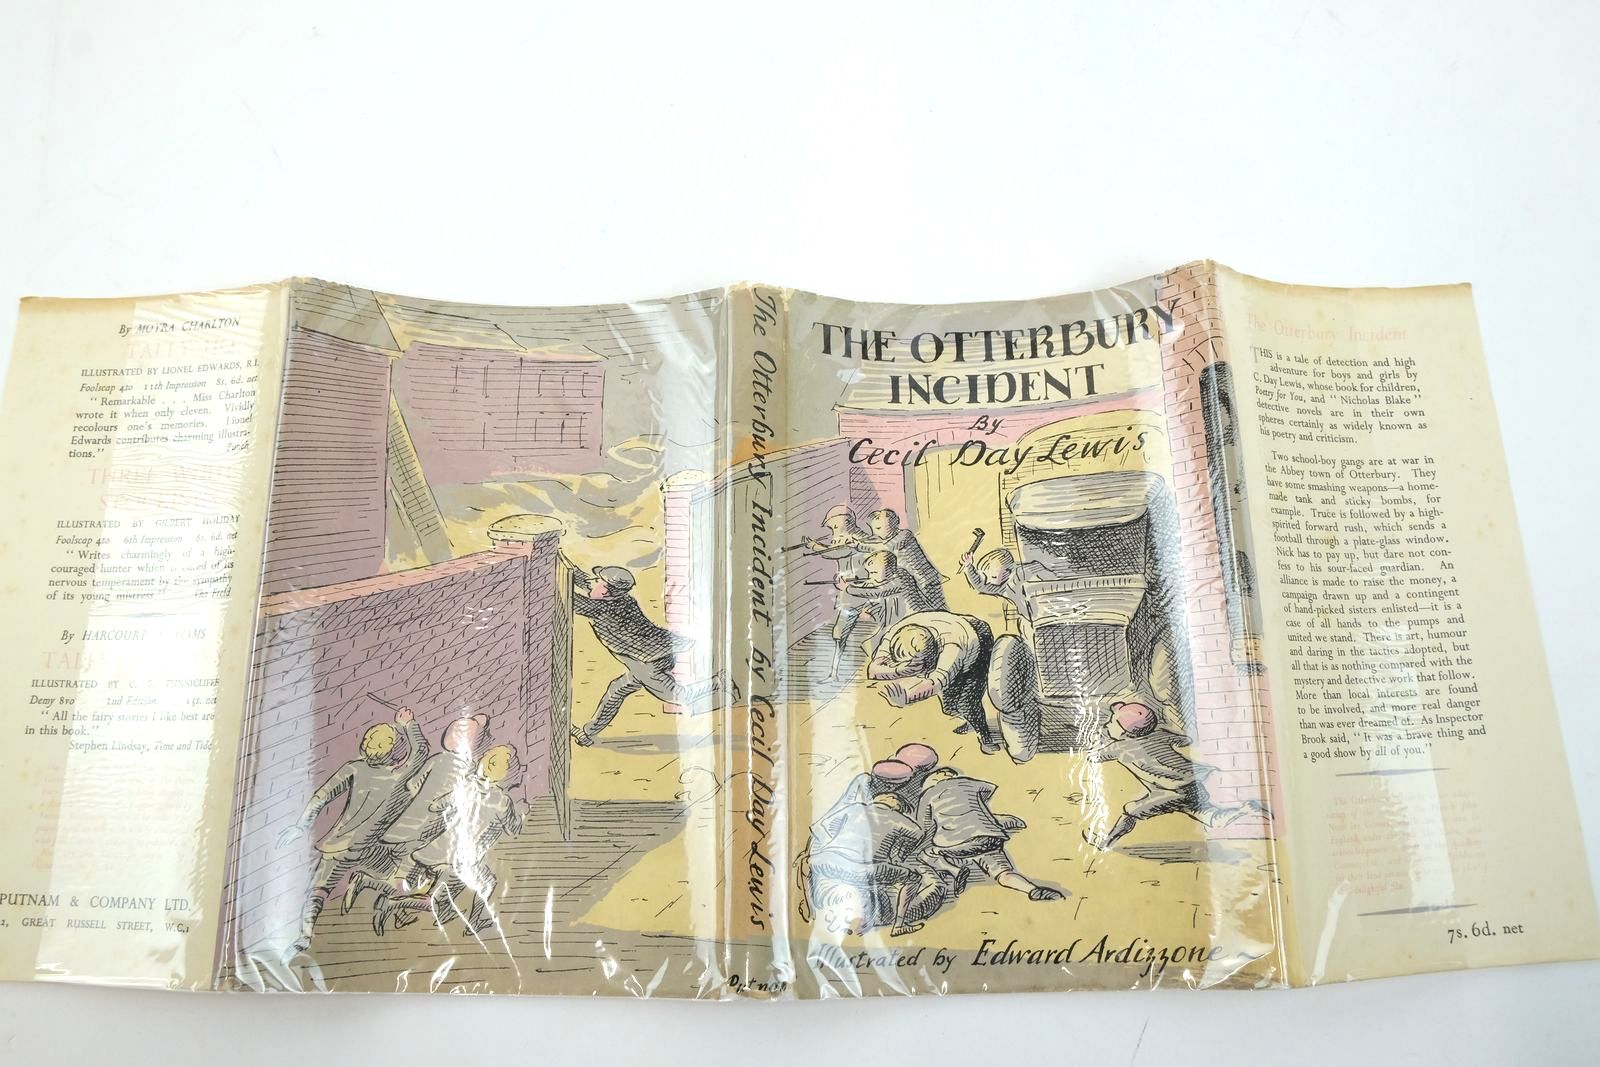 By MOYRA CHARLTON
TALLY HO
ILLUSTRATED BY LIONEL EDWARDS, R.I.
Foolscap 4to 11th Impression 8s. 6d. net
“Remarkable . . . Miss Charlton
wrote it when only eleven. Vividly
recolours one's memories. Lionel
Edwards contributes charming illustra-
tions.” Punch
THREE WHITE
ILLUSTRATED BY GILBERT HOLIDAY
Foolscap 4to 6th Impression 8s. 6d. net
“Writes charmingly of a high-
couraged hunter which is cured of its
nervous temperament by the sympathy
of its young mistress” The Field
By HARCOURT WILLIAMS
TALES
ILLUSTRATED BY C. F. TUNNICLIFFE
Demy 8vo 2nd Edition 15s. net
“All the fairy stories I like best are
in this book.”
Stephen Lindsay, Time and Tide
PUTNAM & COMPANY LTD.
GREAT RUSSELL STREET, W.C.1
The Otterbury Incident by Cecil Day Lewis
Putnam
THE OTTERBURY
INCIDENT
By
Cecil Day Lewis
Illustrated by Edward Ardizzone
The Otterbury Incident
THIS is a tale of detection and high
adventure for boys and girls by
C. Day Lewis, whose book for children,
Poetry for You, and “Nicholas Blake”
detective novels are in their own
spheres certainly as widely known as
his poetry and criticism.
Two school-boy gangs are at war in
the Abbey town of Otterbury. They
have some smashing weapons—a home-
made tank and sticky bombs, for
example. Truce is followed by a high-
spirited forward rush, which sends a
football through a plate-glass window.
Nick has to pay up, but dare not con-
fess to his sour-faced guardian. An
alliance is made to raise the money, a
campaign drawn up and a contingent
of hand-picked sisters enlisted—it is a
case of all hands to the pumps and
united we stand. There is art, humour
and daring in the tactics adopted, but
all that is as nothing compared with the
mystery and detective work that follow.
More than local interests are found
to be involved, and more real danger
than was ever dreamed of. As Inspector
Brook said, “It was a brave thing and
a good show by all of you.”
The Otterbury
delightful film.
7s. 6d. net